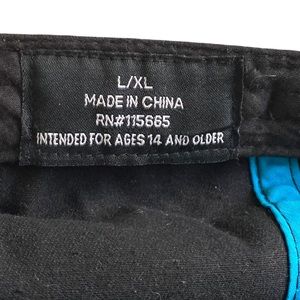 L/XL
MADE IN CHINA
RN#115665
INTENDED FOR AGES 14 AND OLDER